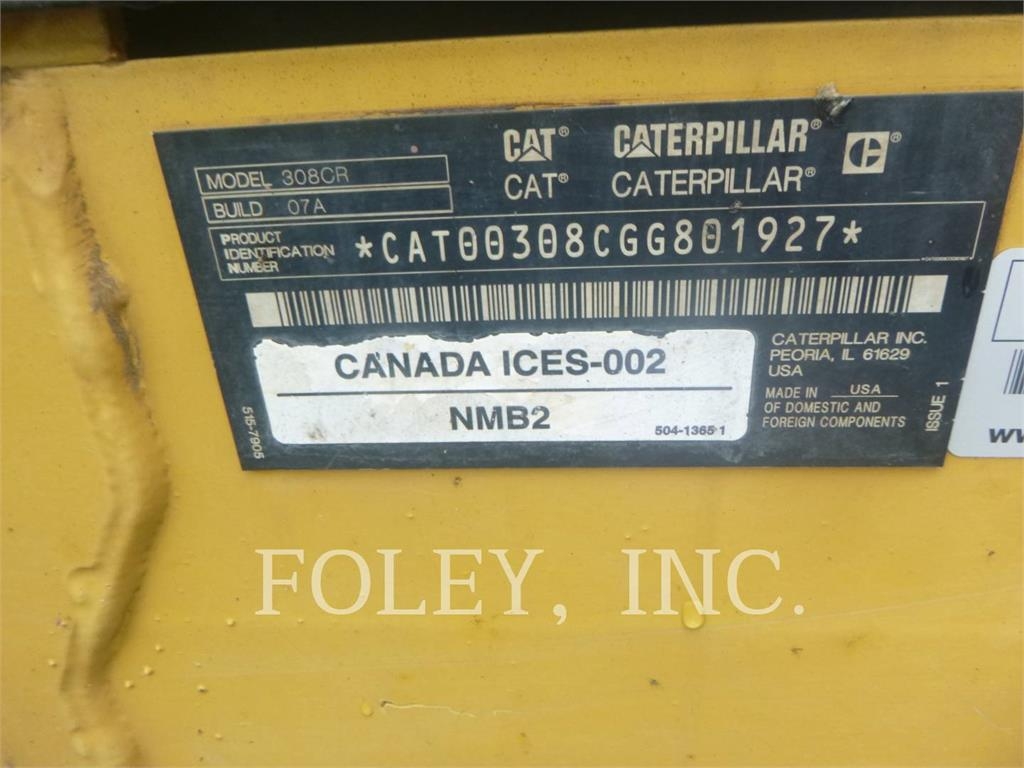 CAT® CATERPILLAR® ®
CAT® CATERPILLAR®
MODEL 308CR
BUILD 07A
PRODUCT
IDENTIFICATION
NUMBER
*CAT00308CGG801927*
CANADA ICES-002
NMB2
504-1365 1
515-7905
CATERPILLAR INC.
PEORIA, IL 61629
USA
MADE IN USA
OF DOMESTIC AND
FOREIGN COMPONENTS
ISSUE 1
FOLEY, INC.